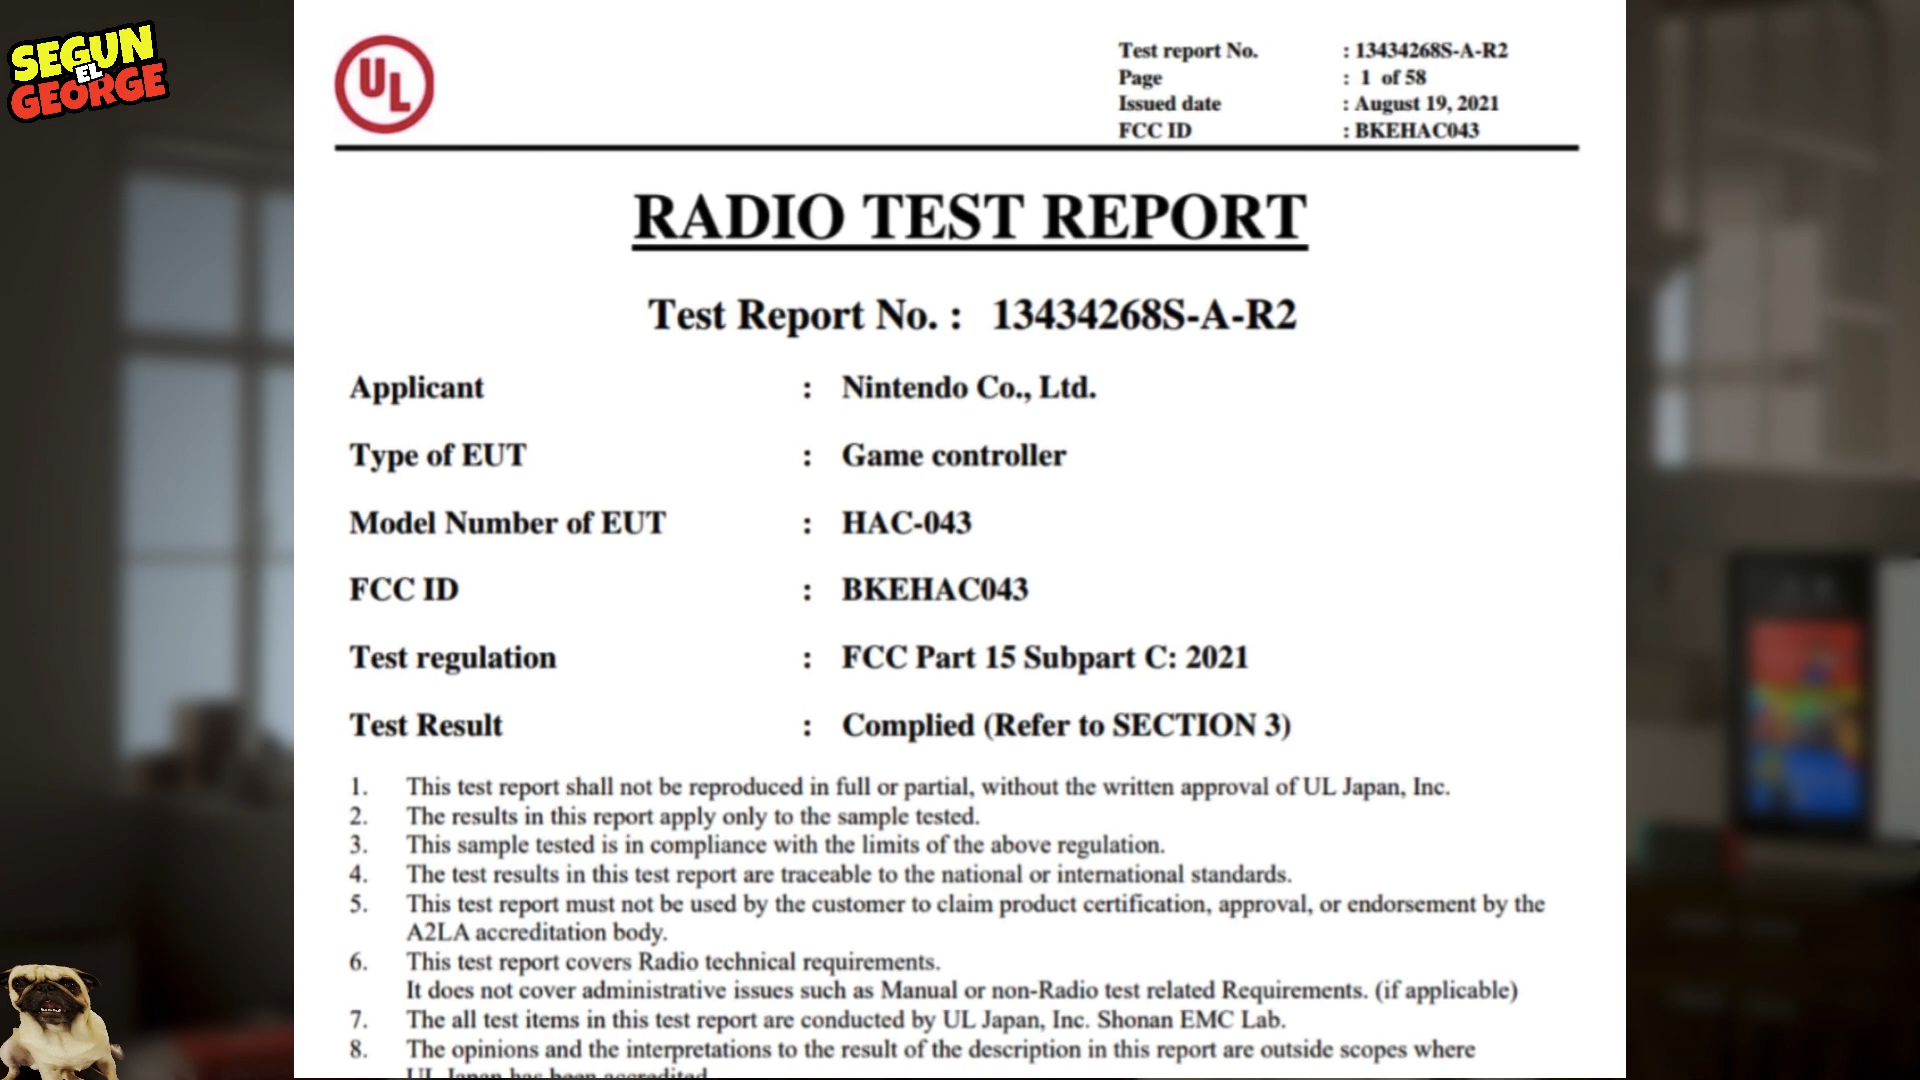 SEGUN
EL
GEORGE
UL
Test report No. : 13434268S-A-R2
Page : 1 of 58
Issued date : August 19, 2021
FCC ID : BKEHAC043
RADIO TEST REPORT
Test Report No. : 13434268S-A-R2
Applicant : Nintendo Co., Ltd.
Type of EUT : Game controller
Model Number of EUT : HAC-043
FCC ID : BKEHAC043
Test regulation : FCC Part 15 Subpart C: 2021
Test Result : Complied (Refer to SECTION 3)
1. This test report shall not be reproduced in full or partial, without the written approval of UL Japan, Inc.
2. The results in this report apply only to the sample tested.
3. This sample tested is in compliance with the limits of the above regulation.
4. The test results in this test report are traceable to the national or international standards.
5. This test report must not be used by the customer to claim product certification, approval, or endorsement by the
A2LA accreditation body.
6. This test report covers Radio technical requirements.
It does not cover administrative issues such as Manual or non-Radio test related Requirements. (if applicable)
7. The all test items in this test report are conducted by UL Japan, Inc. Shonan EMC Lab.
8. The opinions and the interpretations to the result of the description in this report are outside scopes where
UL Japan has been accredited.